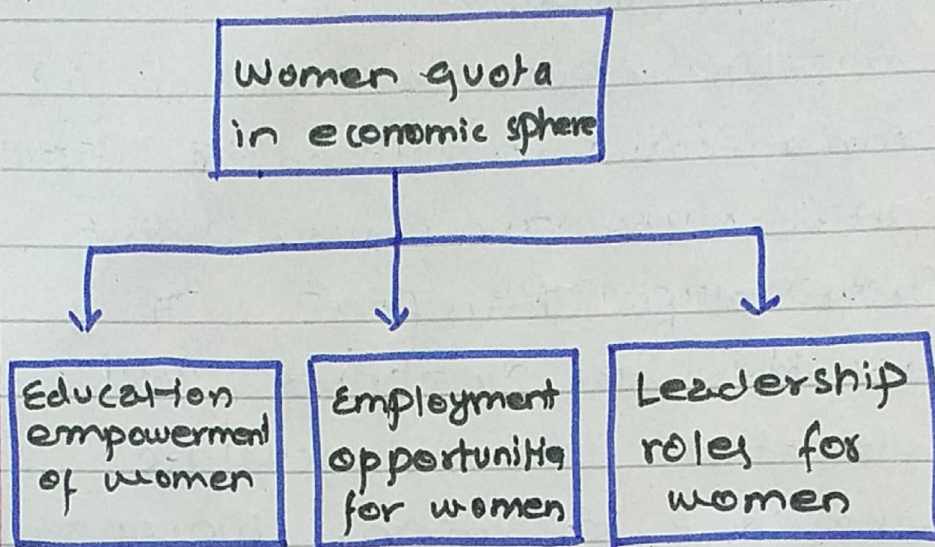 Women quota
in economic sphere
Education
empowerment
of women
Employment
opportunities
for women
Leadership
roles for
women